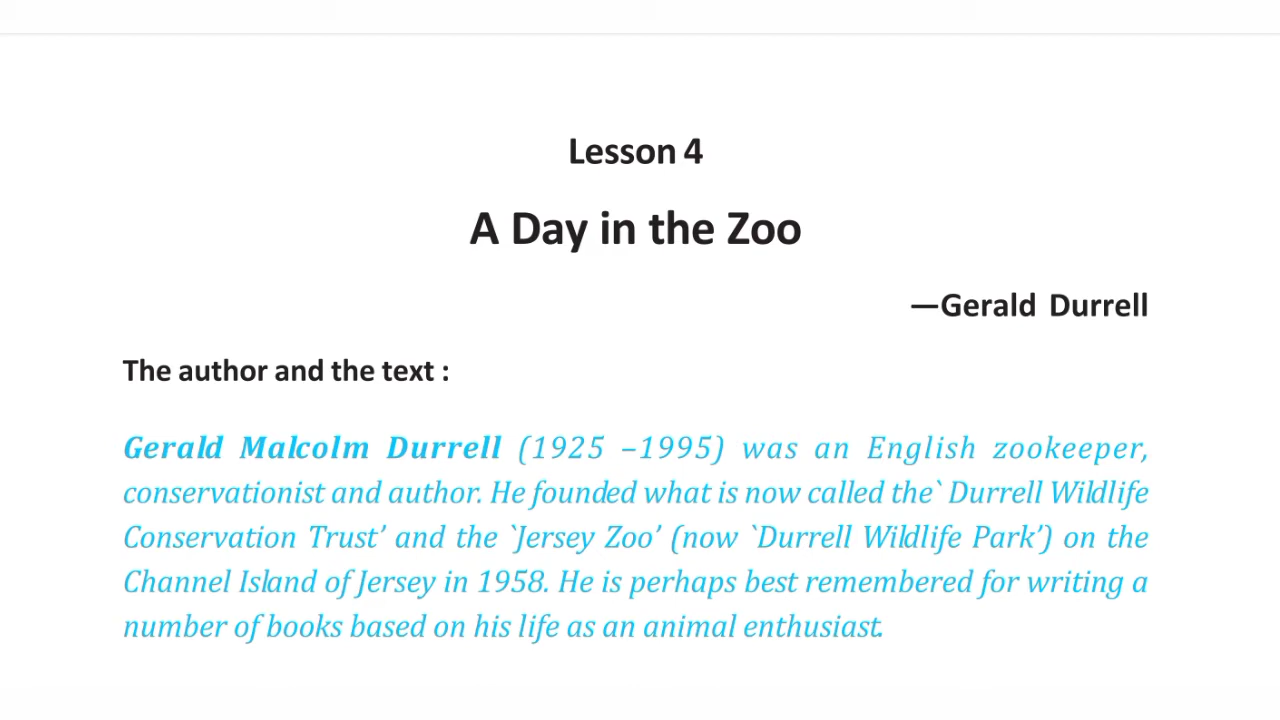 Lesson 4
A Day in the Zoo
—Gerald Durrell
The author and the text :
Gerald Malcolm Durrell (1925 –1995) was an English zookeeper,
conservationist and author. He founded what is now called the` Durrell Wildlife
Conservation Trust’ and the `Jersey Zoo’ (now `Durrell Wildlife Park’) on the
Channel Island of Jersey in 1958. He is perhaps best remembered for writing a
number of books based on his life as an animal enthusiast.